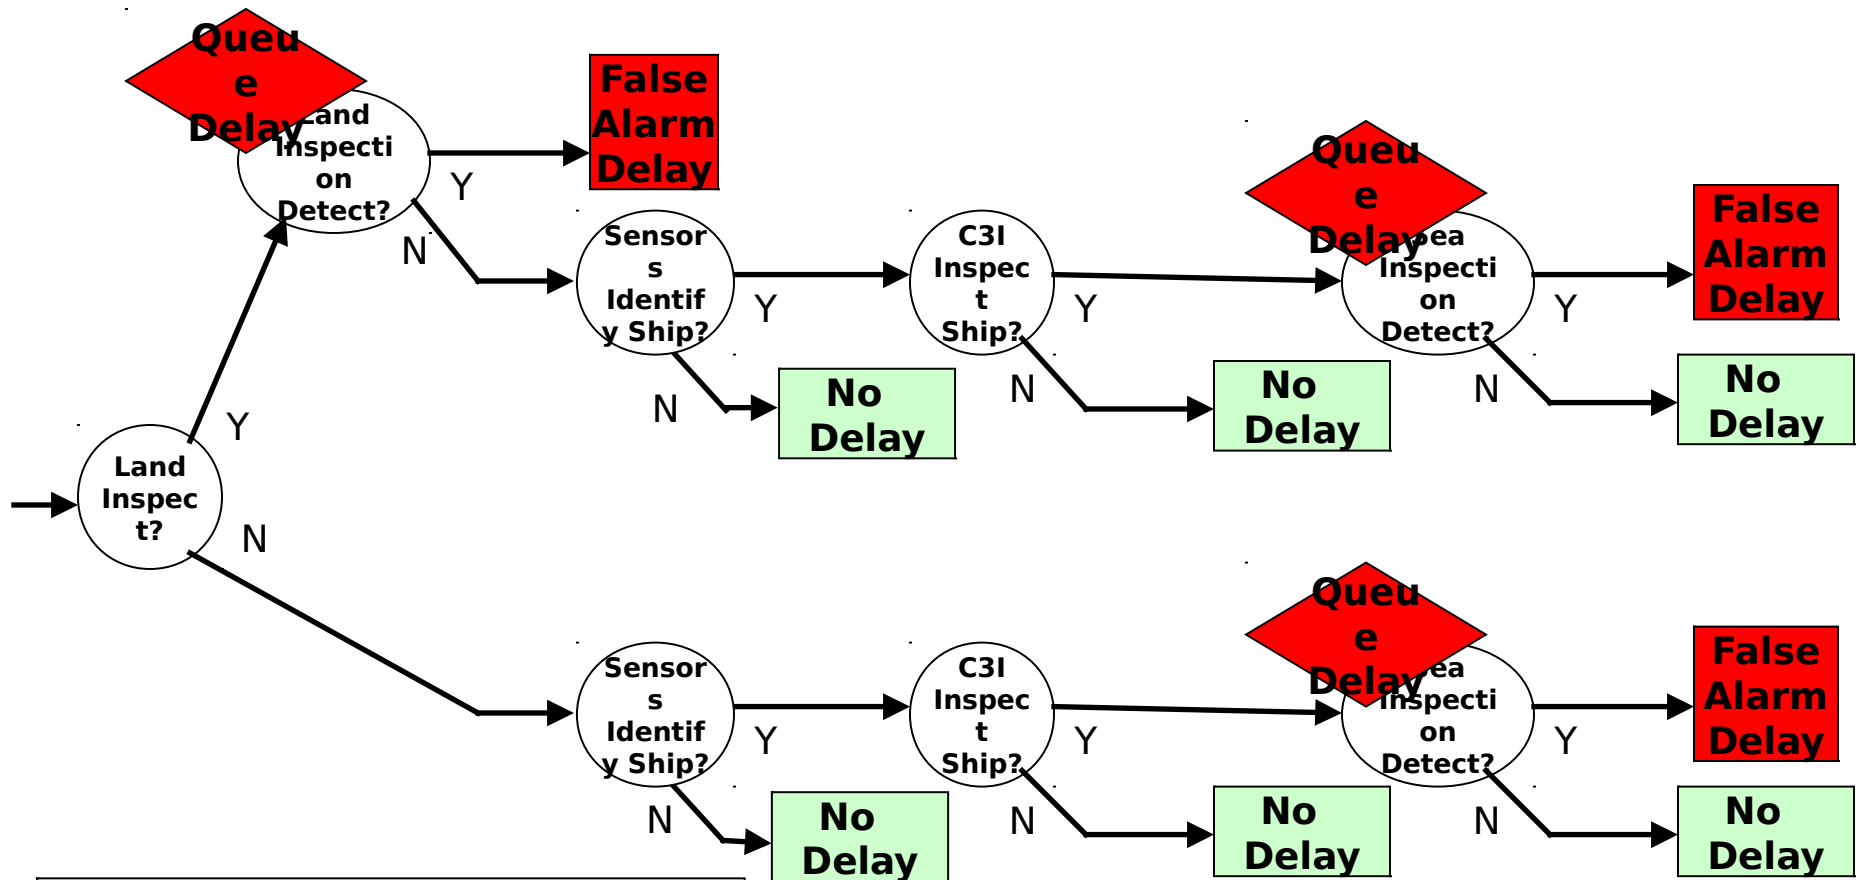 Queu
e
Delay
Land
Inspecti
on
Detect?
Y
N
False
Alarm
Delay
Sensor
s
Identif
y Ship?
Y
N
No
Delay
C3I
Inspec
t
Ship?
Y
N
No
Delay
Queu
e
Delay
Sea
Inspecti
on
Detect?
Y
N
False
Alarm
Delay
No
Delay
Land
Inspec
t?
Y
N
Sensor
s
Identif
y Ship?
Y
N
No
Delay
C3I
Inspec
t
Ship?
Y
N
No
Delay
Queu
e
Delay
Sea
Inspecti
on
Detect?
Y
N
False
Alarm
Delay
No
Delay